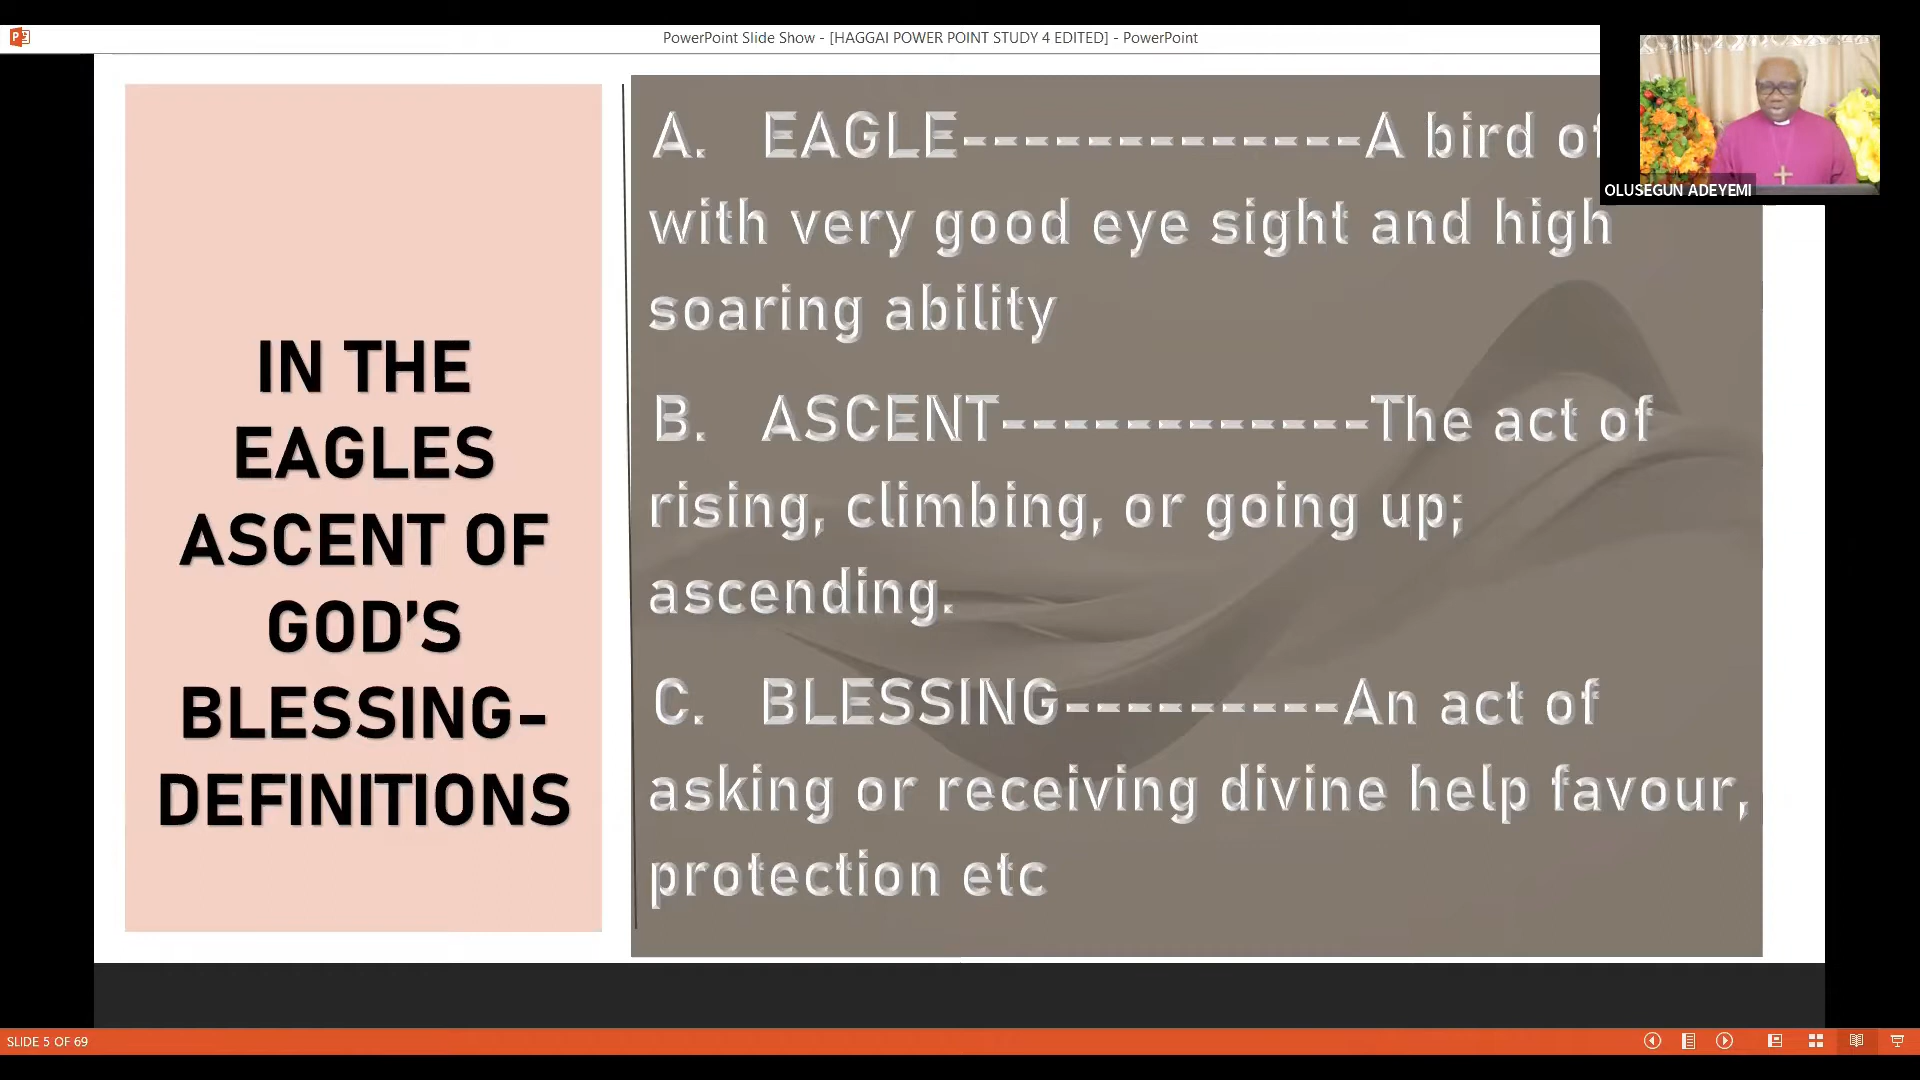 PowerPoint Slide Show - [HAGGAI POWER POINT STUDY 4 EDITED] - PowerPoint
OLUSEGUN ADEYEMI
IN THE
EAGLES
ASCENT OF
GOD'S
BLESSING-
DEFINITIONS
A. EAGLE-------------A bird of
with very good eye sight and high
soaring ability
B. ASCENT------------The act of
rising, climbing, or going up;
ascending.
C. BLESSING---------An act of
asking or receiving divine help favour,
protection etc
SLIDE 5 OF 69